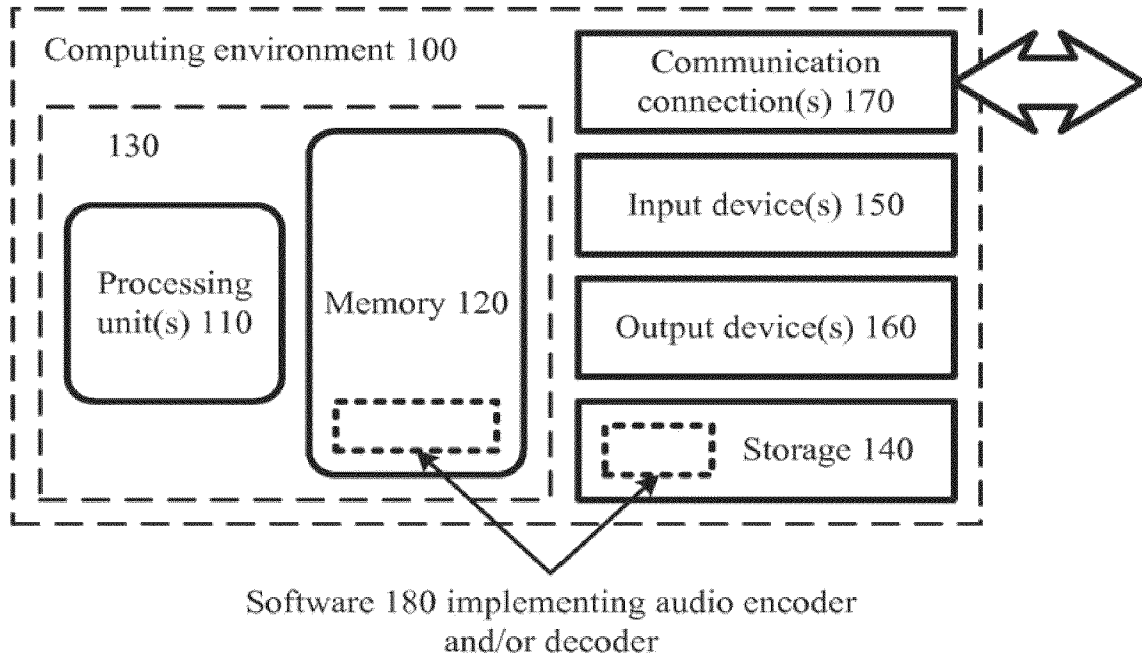 Computing environment 100
130
Processing
unit(s) 110
Memory 120
Communication
connection(s) 170
Input device(s) 150
Output device(s) 160
Storage 140
Software 180 implementing audio encoder
and/or decoder